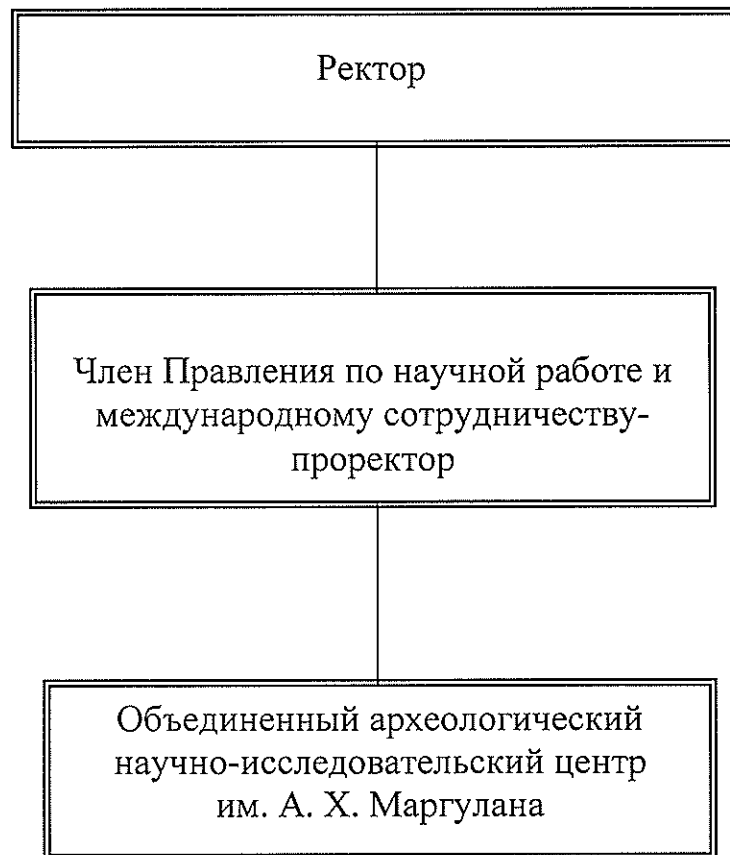 Ректор
Член Правления по научной работе и
международному сотрудничеству-
проректор
Объединенный археологический
научно-исследовательский центр
им. А. Х. Маргулана